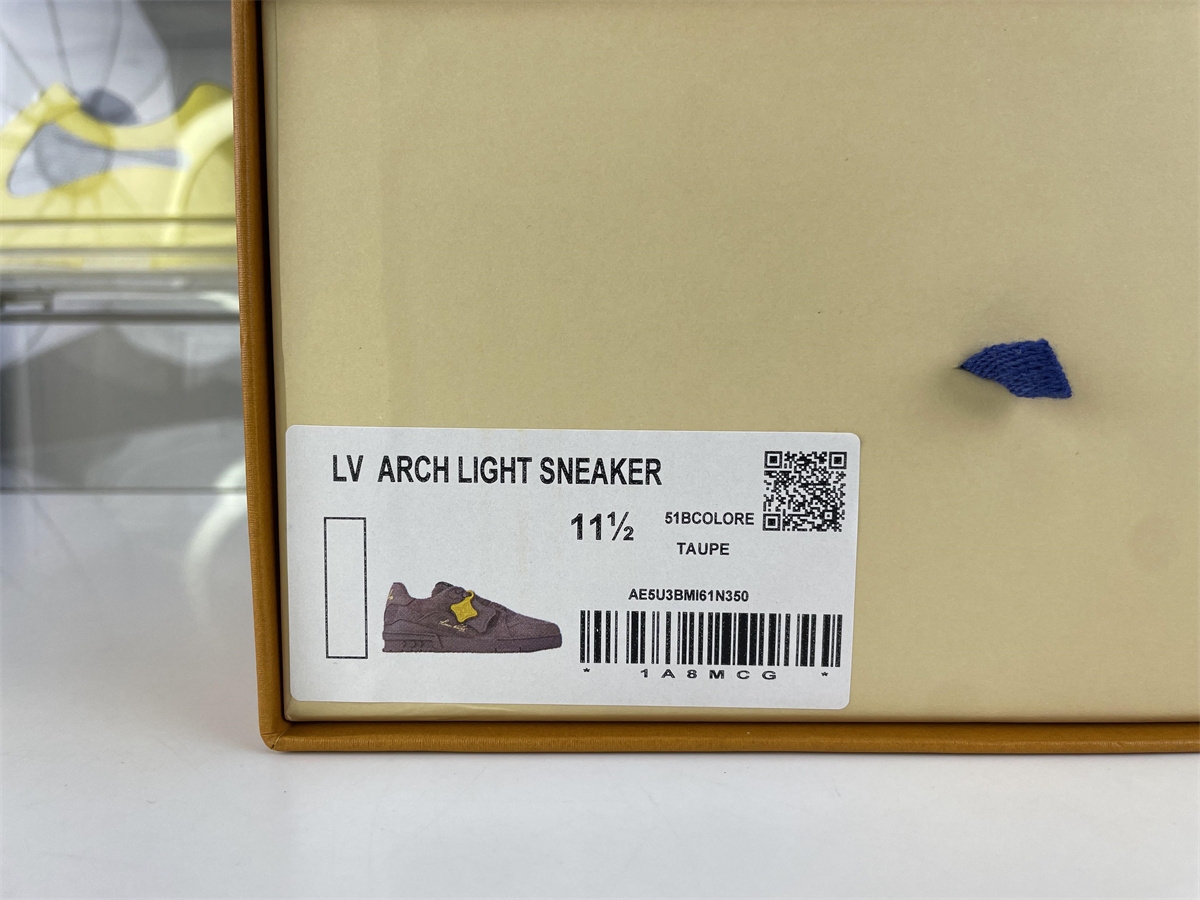 LV ARCH LIGHT SNEAKER
11½
51BCOLORE
TAUPE
AE5U3BMI61N350
* 1A8MCG *